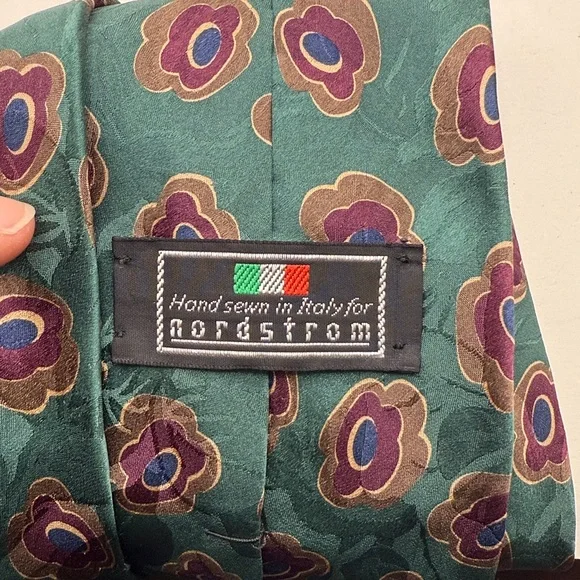 Hand sewn in Italy for
nordstrom